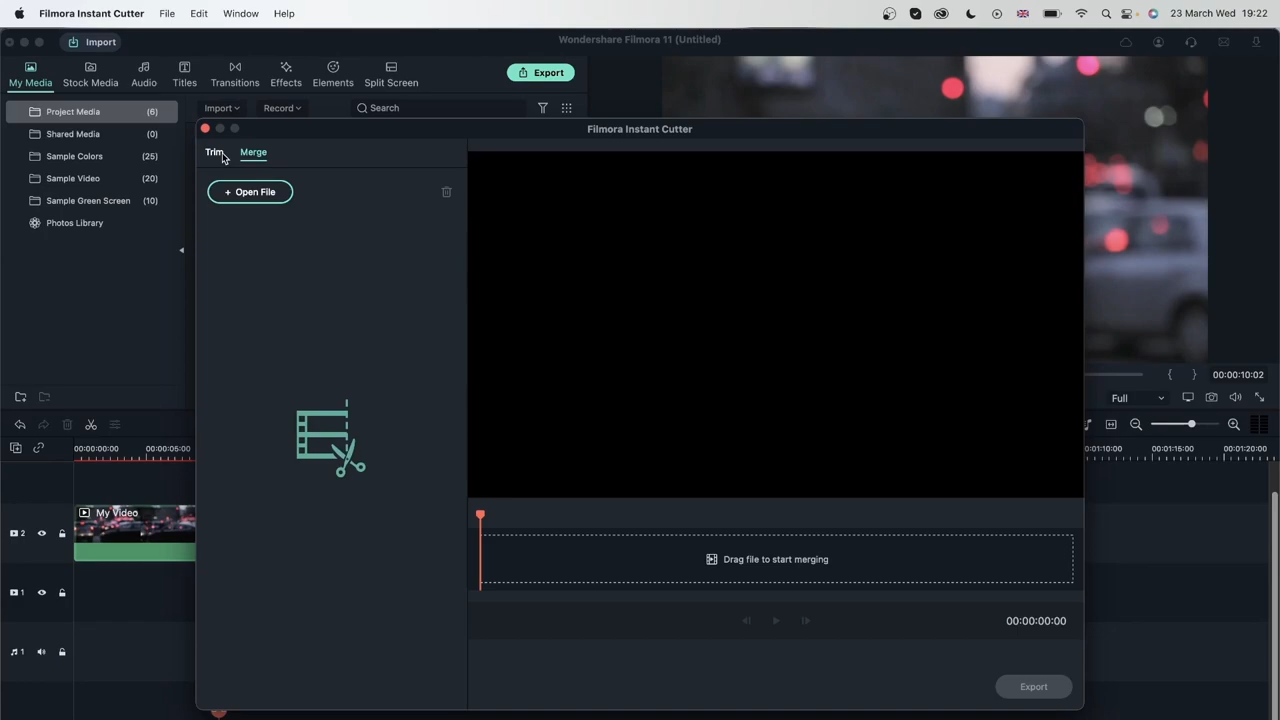 Filmora Instant Cutter File Edit Window Help 23 March Wed 19:22
Import Wondershare Filmora 11 (Untitled)
My Media Stock Media Audio Titles Transitions Effects Elements Split Screen Export
Project Media (6) Import Record Search
Shared Media (0) Filmora Instant Cutter
Sample Colors (25) Trim Merge
Sample Video (20)
Sample Green Screen (10) + Open File
Photos Library
00:00:10:02
Full
00:00:00:00 00:00:05:00 0:01:10:00 00:01:15:00 00:01:20:00
My Video
2
Drag file to start merging
1
00:00:00:00
1
Export